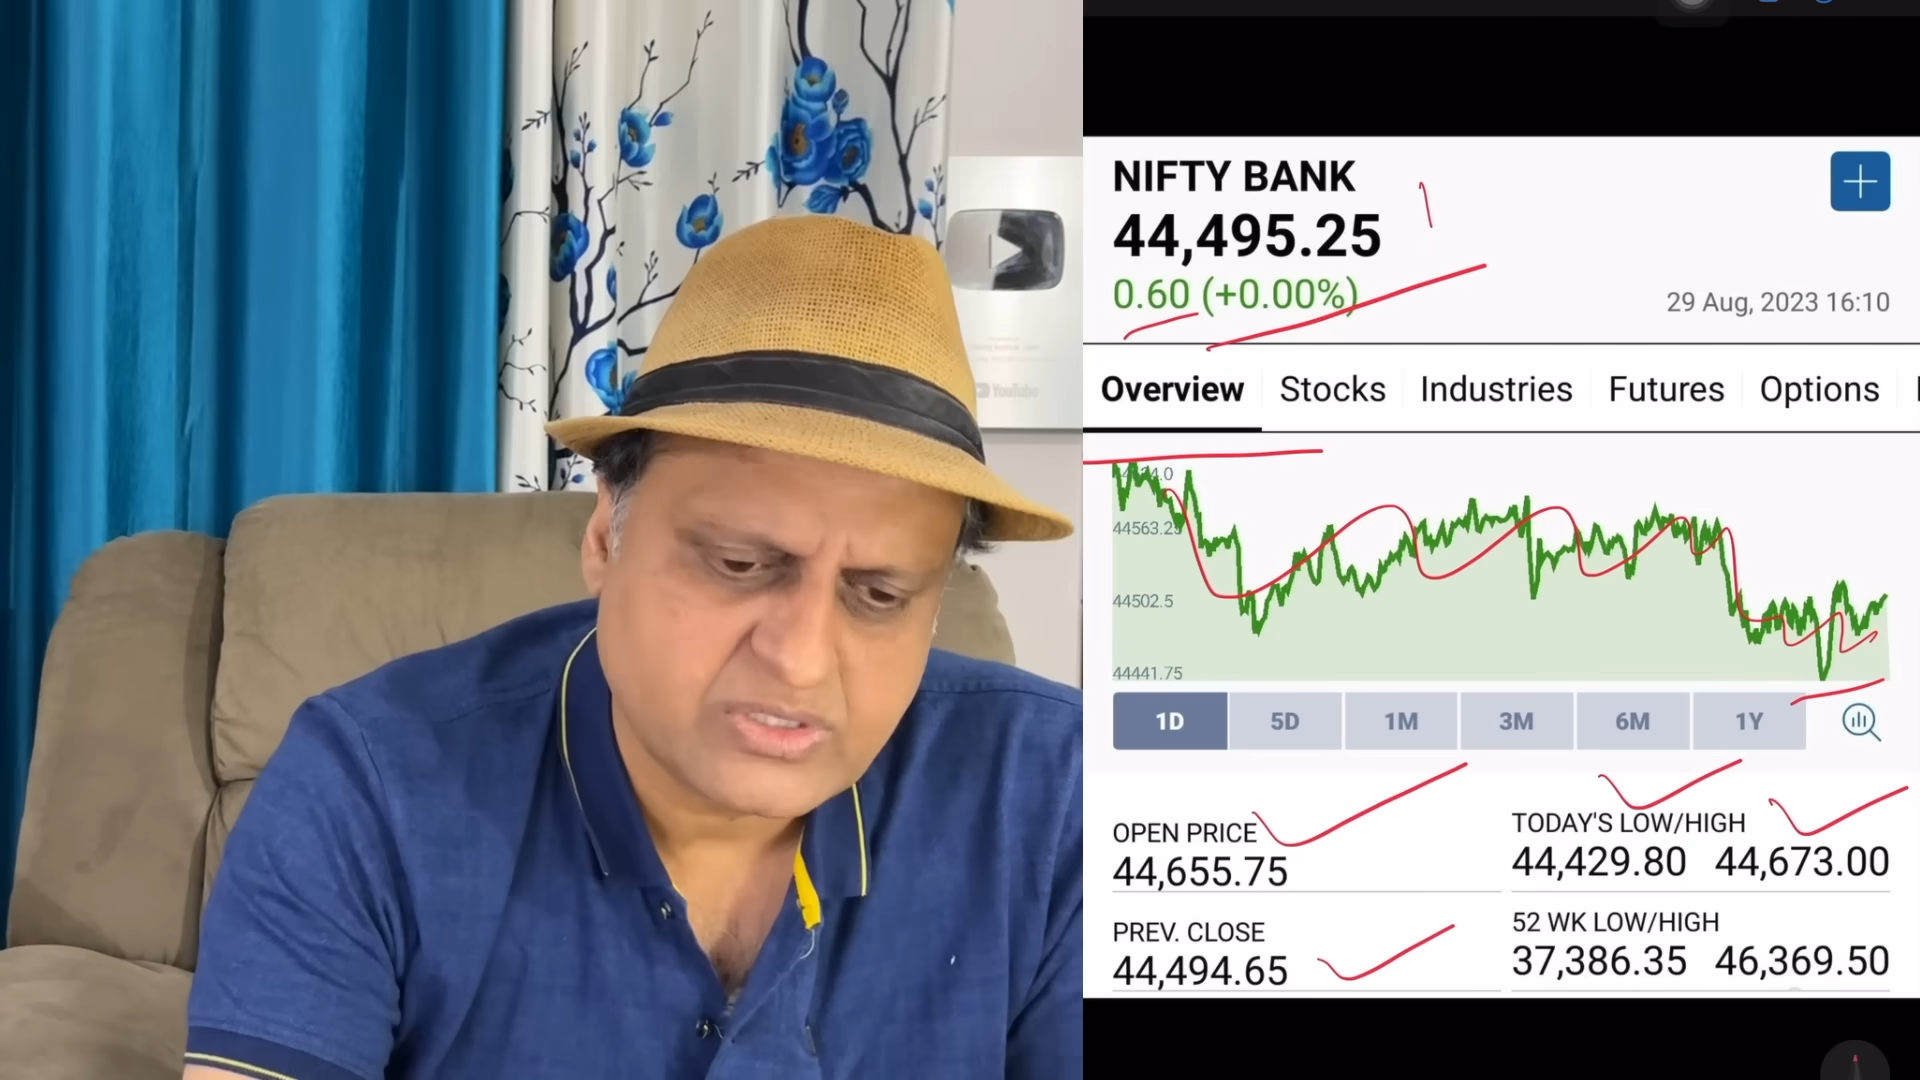 YouTube
NIFTY BANK
44,495.25
0.60 (+0.00%)
29 Aug, 2023 16:10
Overview Stocks Industries Futures Options
44563.25
44502.5
44441.75
1D 5D 1M 3M 6M 1Y
OPEN PRICE
44,655.75
TODAY'S LOW/HIGH
44,429.80 44,673.00
PREV. CLOSE
44,494.65
52 WK LOW/HIGH
37,386.35 46,369.50